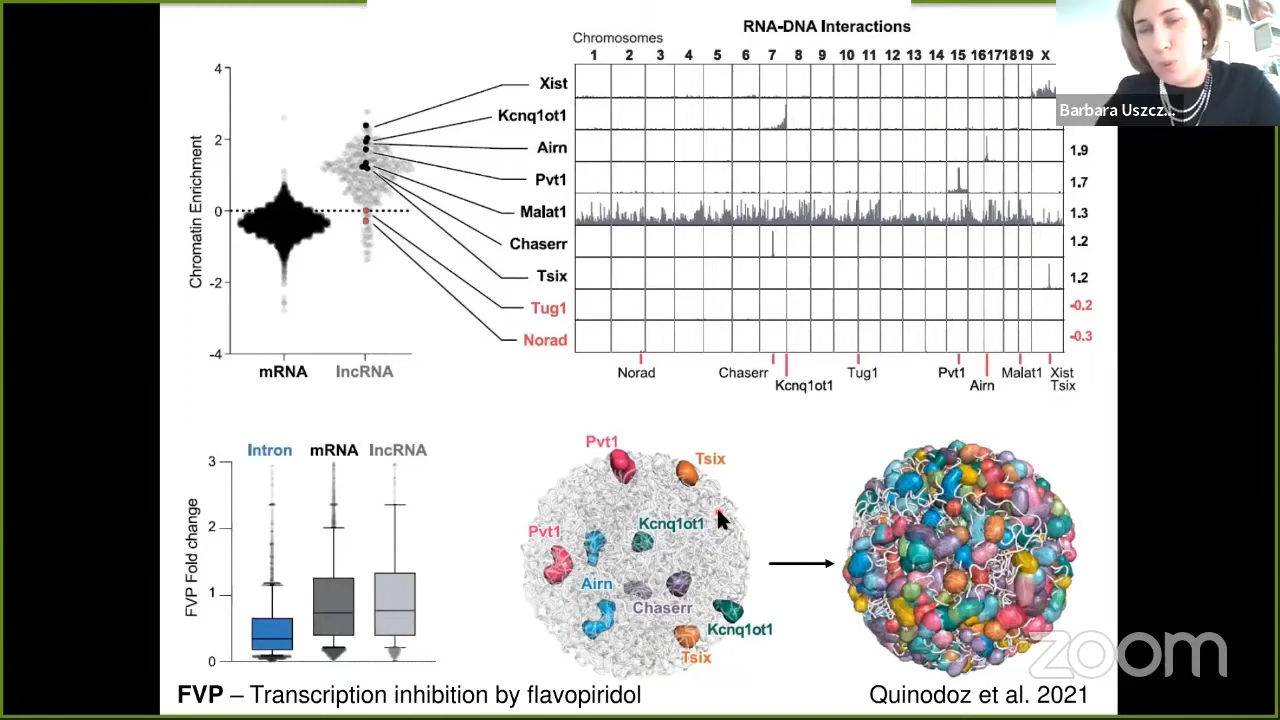 RNA-DNA Interactions
Chromosomes
1 2 3 4 5 6 7 8 9 10 11 12 13 14 15 16 17 18 19 X
Barbara Uszcz...
4
2
0
-2
-4
Chromatin Enrichment
mRNA lncRNA
Xist
Kcnq1ot1
Airn 1.9
Pvt1 1.7
Malat1 1.3
Chaserr 1.2
Tsix 1.2
Tug1 -0.2
Norad -0.3
Norad Chaserr Tug1 Pvt1 Malat1 Xist
Kcnq1ot1 Airn Tsix
Intron mRNA lncRNA
3
2
1
0
FVP Fold change
Pvt1
Tsix
Kcnq1ot1
Pvt1
Airn
Chaserr
Kcnq1ot1
Tsix
zoom
FVP – Transcription inhibition by flavopiridol
Quinodoz et al. 2021